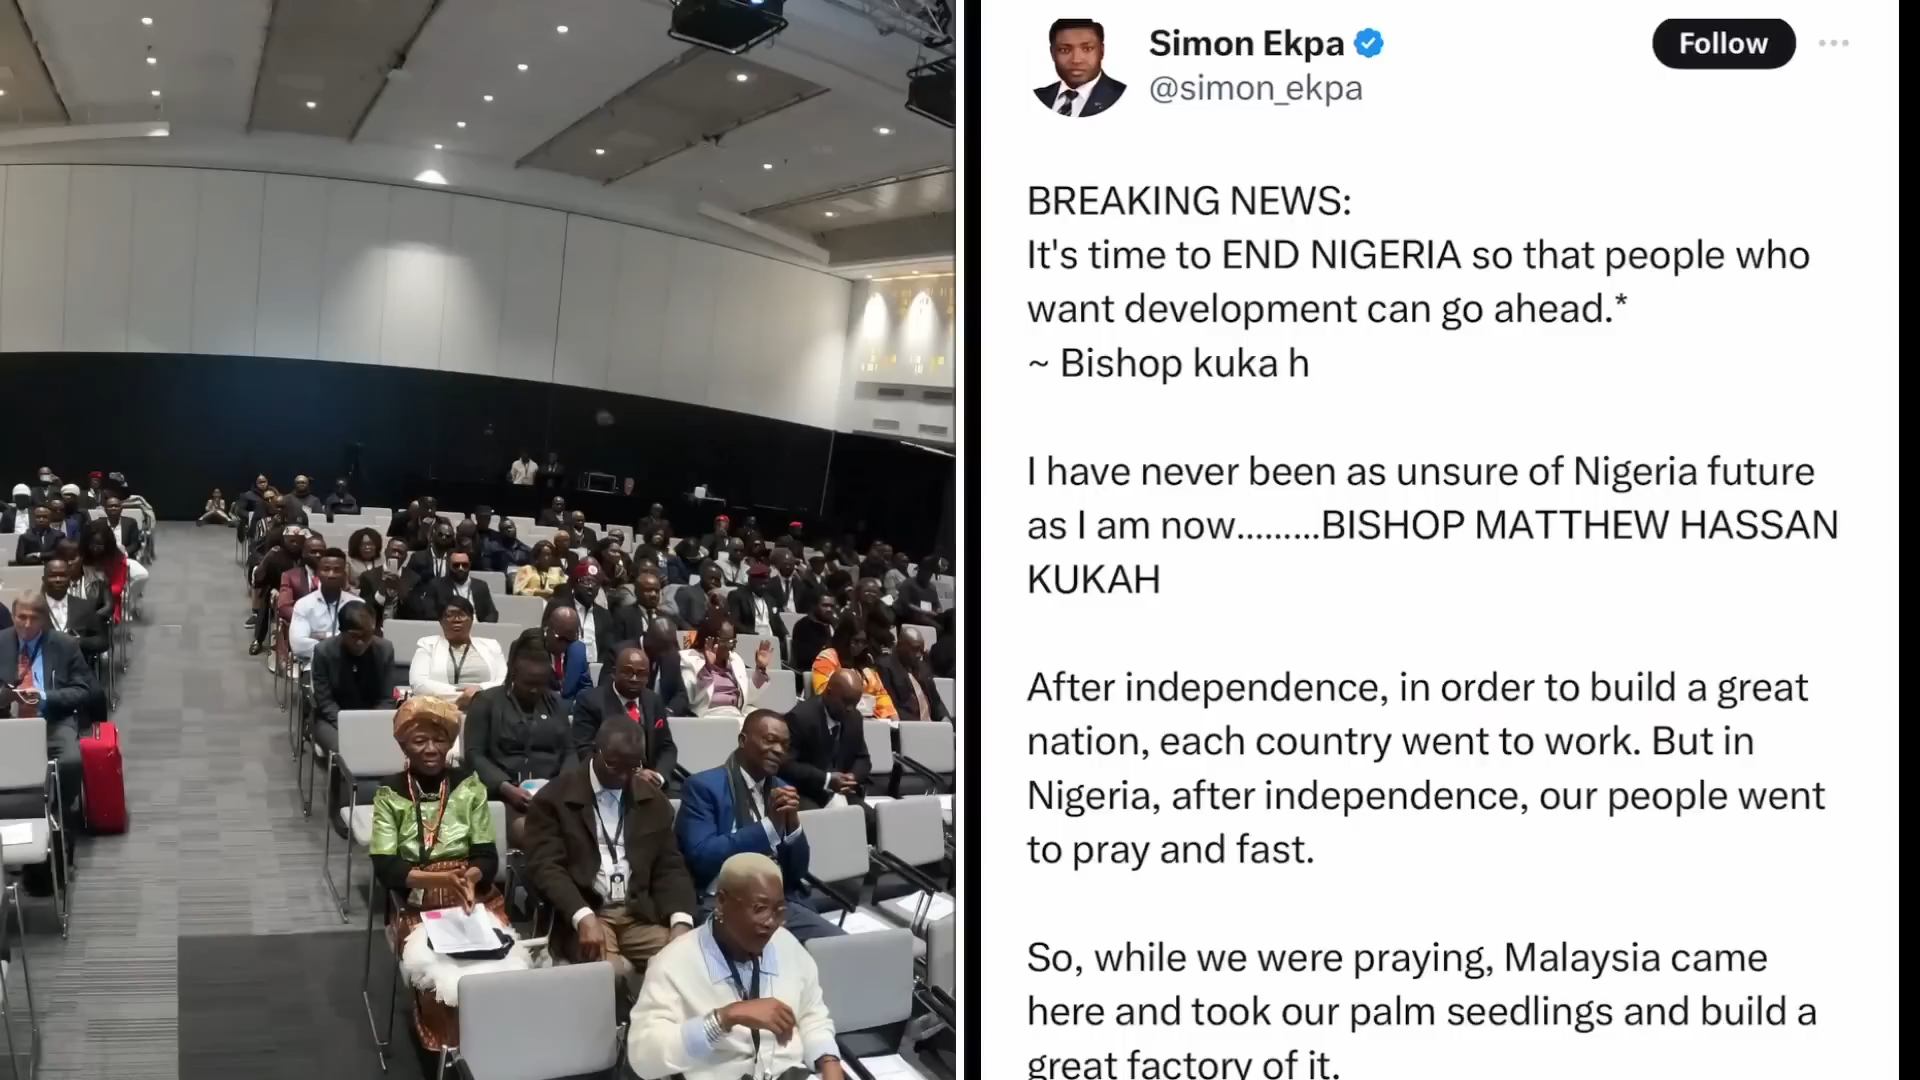 Simon Ekpa
@simon_ekpa
Follow
BREAKING NEWS:
It's time to END NIGERIA so that people who
want development can go ahead.*
~ Bishop kuka h
I have never been as unsure of Nigeria future
as I am now.........BISHOP MATTHEW HASSAN
KUKAH
After independence, in order to build a great
nation, each country went to work. But in
Nigeria, after independence, our people went
to pray and fast.
So, while we were praying, Malaysia came
here and took our palm seedlings and build a
great factory of it.